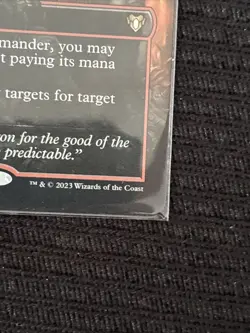 mander, you may
t paying its mana
targets for target
on for the good of the
predictable."
™ & © 2023 Wizards of the Coast